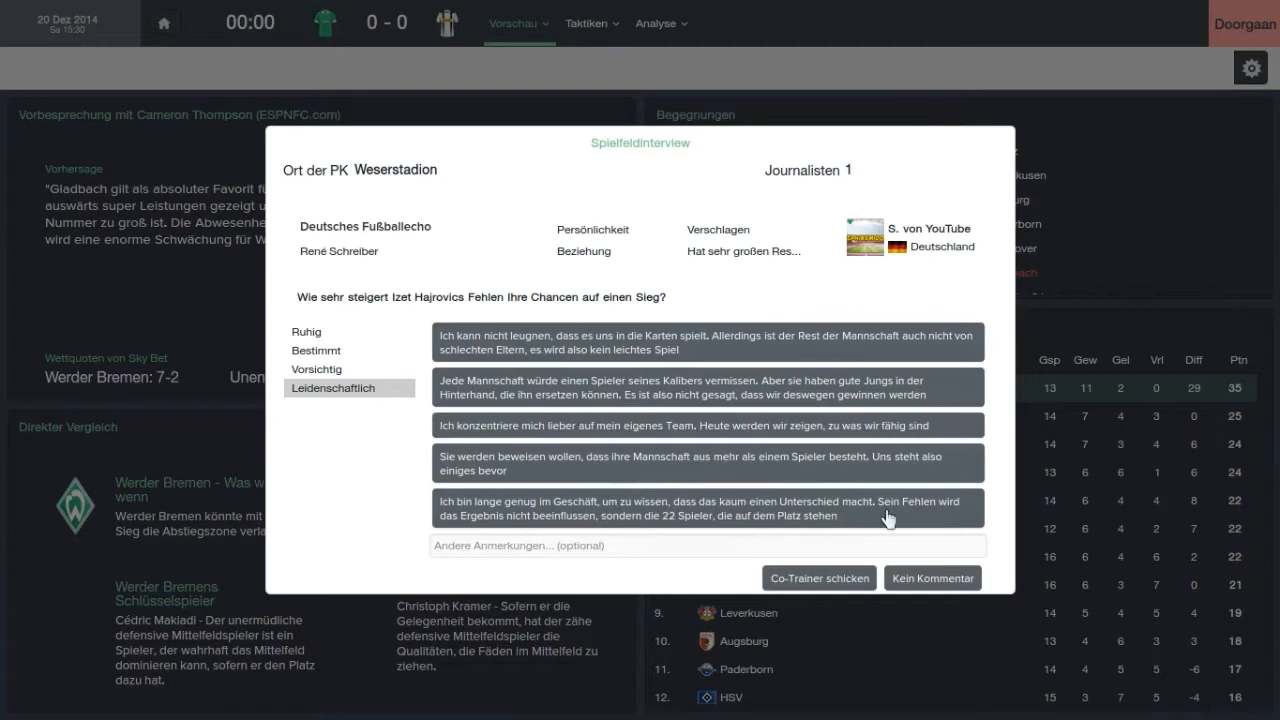 20 Dez 2014
Sa 15:30
00:00
0 - 0
Vorschau
Taktiken
Analyse
Doorgaan
Vorbesprechung mit Cameron Thompson (ESPNFC.com)
Begegnungen
Vorhersage
"Gladbach gilt als absoluter Favorit
auswärts super Leistungen gezeigt
Nummer zu groß ist. Die Abwesenhe
wird eine enorme Schwächung für W
Wettquoten von Sky Bet
Werder Bremen: 7-2
Unen
Direkter Vergleich
Werder Bremen - Was w
wenn
Werder Bremen könnte mit
Sieg die Abstiegszone verla
Werder Bremens
Schlüsselspieler
Cédric Makiadi - Der unermüdliche
defensive Mittelfeldspieler ist ein
Spieler, der wahrhaft das Mittelfeld
dominieren kann, sofern er den Platz
dazu hat.
Christoph Kramer - Sofern er die
Gelegenheit bekommt, hat der zähe
defensive Mittelfeldspieler die
Qualitäten, die Fäden im Mittelfeld zu
ziehen.
Spielfeldinterview
Ort der PK Weserstadion
Journalisten 1
Deutsches Fußballecho
René Schreiber
Persönlichkeit
Verschlagen
Beziehung
Hat sehr großen Res...
S. von YouTube
Deutschland
Wie sehr steigert Izet Hajrovics Fehlen Ihre Chancen auf einen Sieg?
Ruhig
Bestimmt
Vorsichtig
Leidenschaftlich
Ich kann nicht leugnen, dass es uns in die Karten spielt. Allerdings ist der Rest der Mannschaft auch nicht von
schlechten Eltern, es wird also kein leichtes Spiel
Jede Mannschaft würde einen Spieler seines Kalibers vermissen. Aber sie haben gute Jungs in der
Hinterhand, die ihn ersetzen können. Es ist also nicht gesagt, dass wir deswegen gewinnen werden
Ich konzentriere mich lieber auf mein eigenes Team. Heute werden wir zeigen, zu was wir fähig sind
Sie werden beweisen wollen, dass ihre Mannschaft aus mehr als einem Spieler besteht. Uns steht also
einiges bevor
Ich bin lange genug im Geschäft, um zu wissen, dass das kaum einen Unterschied macht. Sein Fehlen wird
das Ergebnis nicht beeinflussen, sondern die 22 Spieler, die auf dem Platz stehen
Andere Anmerkungen... (optional)
Co-Trainer schicken
Kein Kommentar
kusen
urg
born
over
ach
Gsp Gew Gel Vrl Diff Ptn
13 11 2 0 29 35
14 7 4 3 0 25
14 7 3 4 6 24
13 6 6 1 6 24
14 6 4 4 8 22
12 6 4 2 7 22
16 6 4 6 2 22
16 6 3 7 0 21
9. Leverkusen 14 5 4 5 4 19
10. Augsburg 13 4 6 3 3 18
11. Paderborn 14 4 5 5 -6 17
12. HSV 15 3 7 5 -4 16